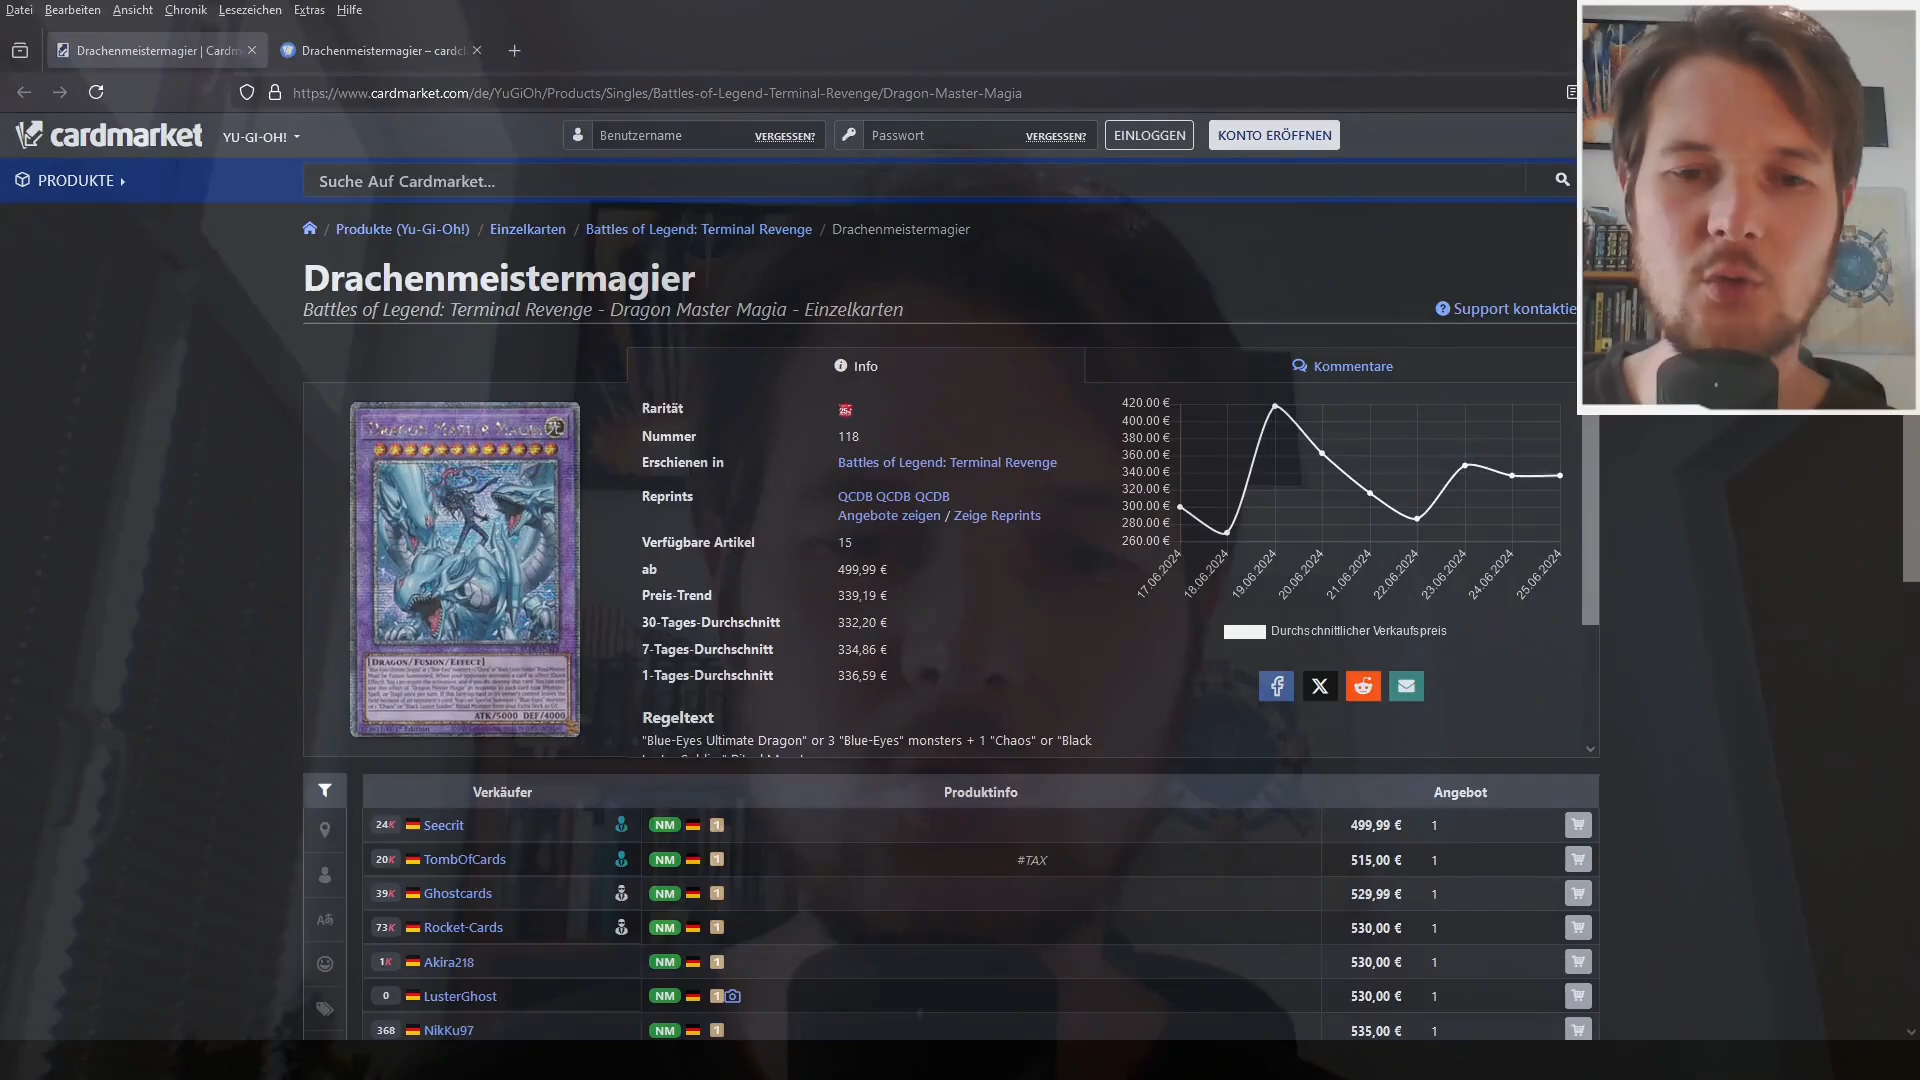 Datei Bearbeiten Ansicht Chronik Lesezeichen Extras Hilfe
Drachenmeistermagier | Cardm
Drachenmeistermagier – cardcl
https://www.cardmarket.com/de/YuGiOh/Products/Singles/Battles-of-Legend-Terminal-Revenge/Dragon-Master-Magia
cardmarket YU-GI-OH! Benutzername VERGESSEN? Passwort VERGESSEN? EINLOGGEN KONTO ERÖFFNEN
PRODUKTE Suche Auf Cardmarket...
/ Produkte (Yu-Gi-Oh!) / Einzelkarten / Battles of Legend: Terminal Revenge / Drachenmeistermagier
Drachenmeistermagier
Battles of Legend: Terminal Revenge - Dragon Master Magia - Einzelkarten
Support kontaktie
Info
Kommentare
DRAGON MASTER MAGIA
[DRAGON/FUSION/EFFECT]
ATK/5000 DEF/4000
1st Edition
Rarität 25
Nummer 118
Erschienen in Battles of Legend: Terminal Revenge
Reprints QCDB QCDB QCDB
Angebote zeigen / Zeige Reprints
Verfügbare Artikel 15
ab 499,99 €
Preis-Trend 339,19 €
30-Tages-Durchschnitt 332,20 €
7-Tages-Durchschnitt 334,86 €
1-Tages-Durchschnitt 336,59 €
Regeltext
"Blue-Eyes Ultimate Dragon" or 3 "Blue-Eyes" monsters + 1 "Chaos" or "Black
420.00 €
400.00 €
380.00 €
360.00 €
340.00 €
320.00 €
300.00 €
280.00 €
260.00 €
17.06.2024
18.06.2024
19.06.2024
20.06.2024
21.06.2024
22.06.2024
23.06.2024
24.06.2024
25.06.2024
Durchschnittlicher Verkaufspreis
Verkäufer Produktinfo Angebot
24K Seecrit NM 1 499,99 € 1
20K TombOfCards NM 1 #TAX 515,00 € 1
39K Ghostcards NM 1 529,99 € 1
73K Rocket-Cards NM 1 530,00 € 1
1K Akira218 NM 1 530,00 € 1
0 LusterGhost NM 1 530,00 € 1
368 NikKu97 NM 1 535,00 € 1